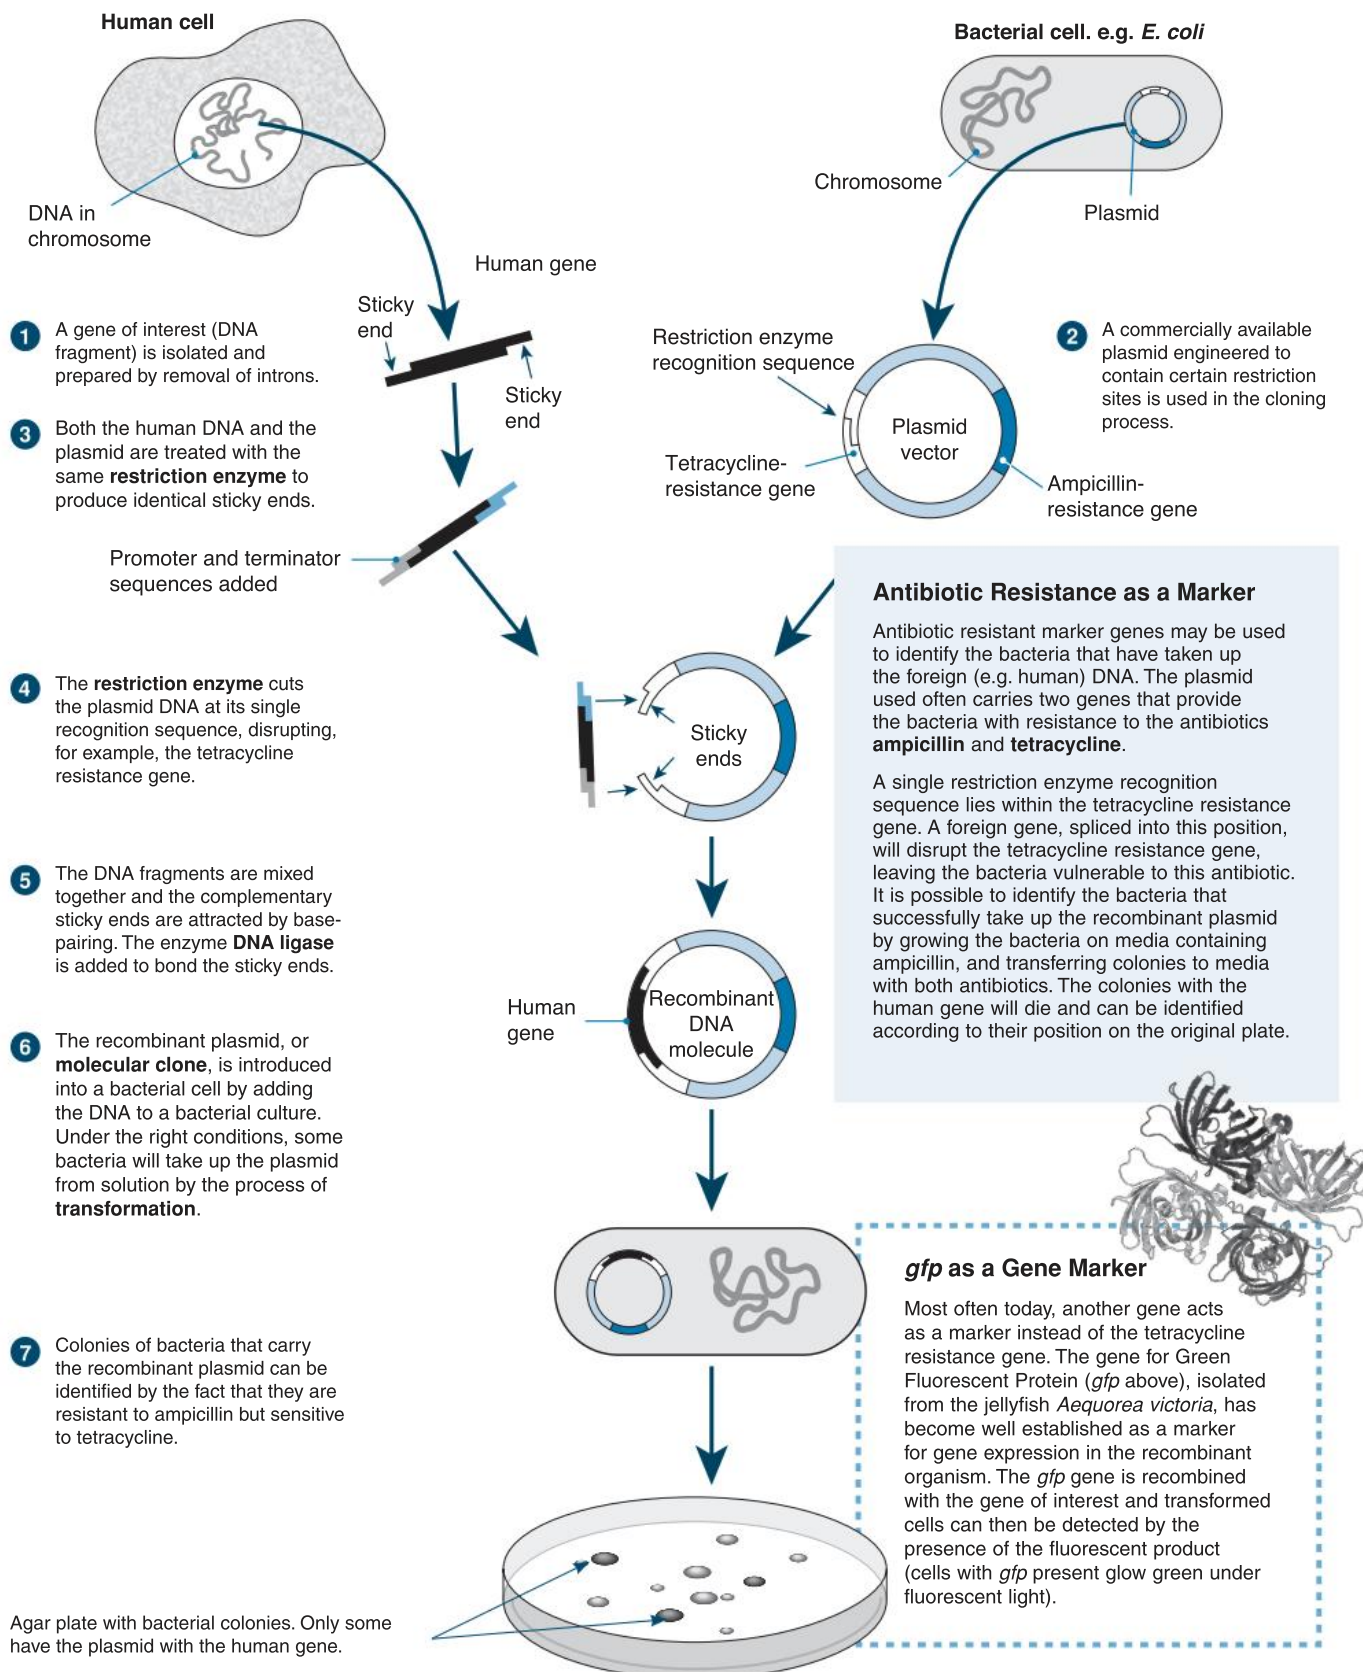 Human cell
Bacterial cell. e.g. E. coli
DNA in
chromosome
Chromosome
Plasmid
Human gene
Sticky
end
Sticky
end
1
A gene of interest (DNA
fragment) is isolated and
prepared by removal of introns.
Restriction enzyme
recognition sequence
Plasmid
vector
Tetracycline-
resistance gene
Ampicillin-
resistance gene
2
A commercially available
plasmid engineered to
contain certain restriction
sites is used in the cloning
process.
3
Both the human DNA and the
plasmid are treated with the
same restriction enzyme to
produce identical sticky ends.
Promoter and terminator
sequences added
4
The restriction enzyme cuts
the plasmid DNA at its single
recognition sequence, disrupting,
for example, the tetracycline
resistance gene.
Sticky
ends
Antibiotic Resistance as a Marker
Antibiotic resistant marker genes may be used
to identify the bacteria that have taken up
the foreign (e.g. human) DNA. The plasmid
used often carries two genes that provide
the bacteria with resistance to the antibiotics
ampicillin and tetracycline.
A single restriction enzyme recognition
sequence lies within the tetracycline resistance
gene. A foreign gene, spliced into this position,
will disrupt the tetracycline resistance gene,
leaving the bacteria vulnerable to this antibiotic.
It is possible to identify the bacteria that
successfully take up the recombinant plasmid
by growing the bacteria on media containing
ampicillin, and transferring colonies to media
with both antibiotics. The colonies with the
human gene will die and can be identified
according to their position on the original plate.
5
The DNA fragments are mixed
together and the complementary
sticky ends are attracted by base-
pairing. The enzyme DNA ligase
is added to bond the sticky ends.
Human
gene
Recombinant
DNA
molecule
6
The recombinant plasmid, or
molecular clone, is introduced
into a bacterial cell by adding
the DNA to a bacterial culture.
Under the right conditions, some
bacteria will take up the plasmid
from solution by the process of
transformation.
gfp as a Gene Marker
Most often today, another gene acts
as a marker instead of the tetracycline
resistance gene. The gene for Green
Fluorescent Protein (gfp above), isolated
from the jellyfish Aequorea victoria, has
become well established as a marker
for gene expression in the recombinant
organism. The gfp gene is recombined
with the gene of interest and transformed
cells can then be detected by the
presence of the fluorescent product
(cells with gfp present glow green under
fluorescent light).
7
Colonies of bacteria that carry
the recombinant plasmid can be
identified by the fact that they are
resistant to ampicillin but sensitive
to tetracycline.
Agar plate with bacterial colonies. Only some
have the plasmid with the human gene.